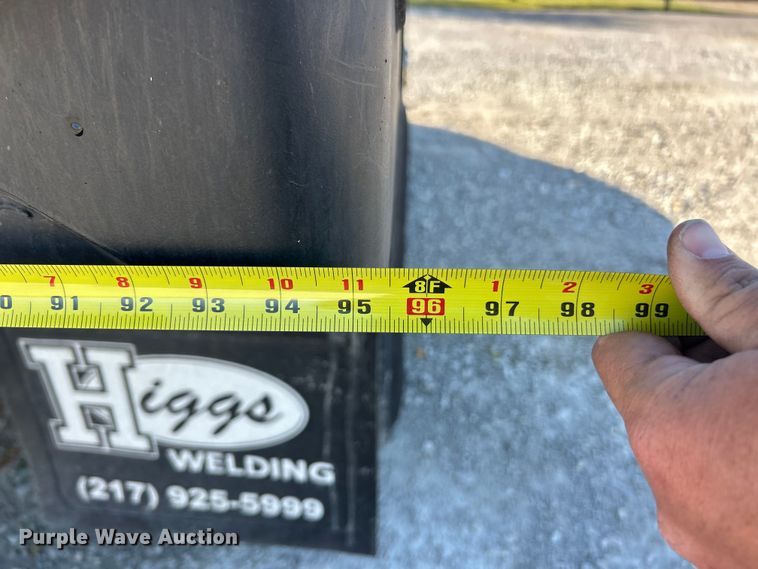 7 8 9 10 11 8F 1 2 3
0 91 92 93 94 95 96 97 98 99
Higgs
WELDING
(217) 925-5999
Purple Wave Auction